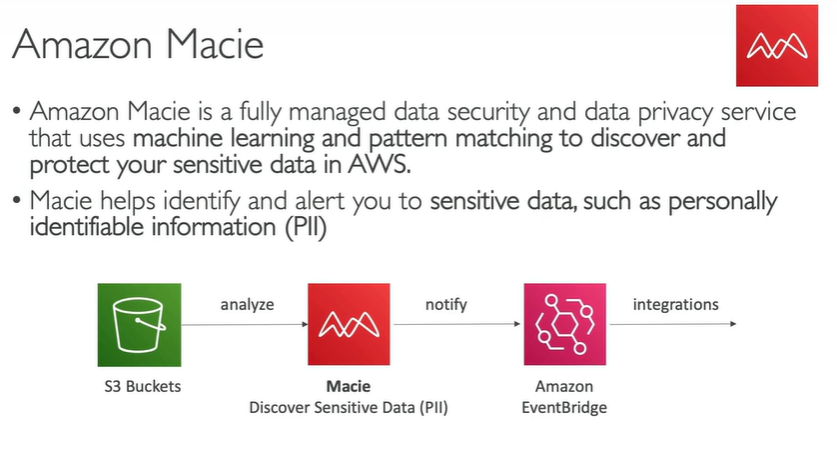 Amazon Macie
• Amazon Macie is a fully managed data security and data privacy service
that uses machine learning and pattern matching to discover and
protect your sensitive data in AWS.
• Macie helps identify and alert you to sensitive data, such as personally
identifiable information (PII)
analyze
notify
integrations
S3 Buckets
Macie
Discover Sensitive Data (PII)
Amazon
EventBridge